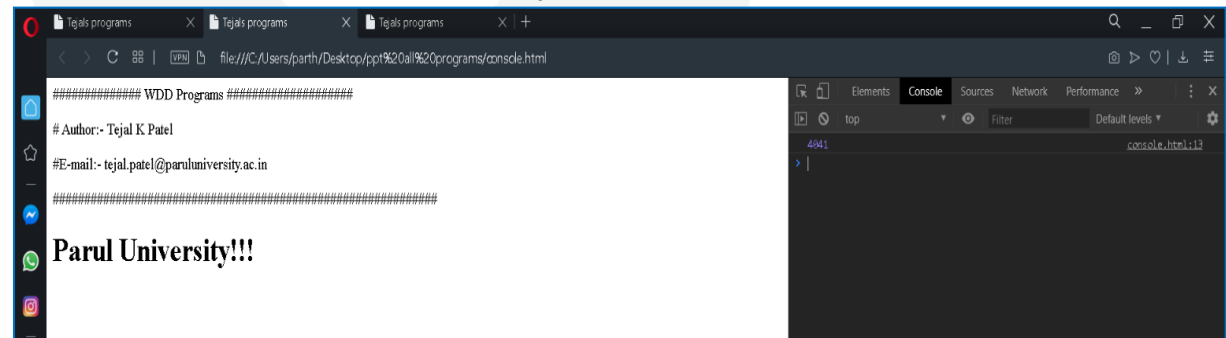 Tejals programs Tejals programs Tejals programs
VPN file:///C:/Users/parth/Desktop/ppt%20all%20programs/console.html
############## WDD Programs ####################
# Author:- Tejal K Patel
#E-mail:- tejal.patel@paruluniversity.ac.in
#############################################################
Parul University!!!
Elements Console Sources Network Performance »
top Filter Default levels ▼
4041 console.html:13
>